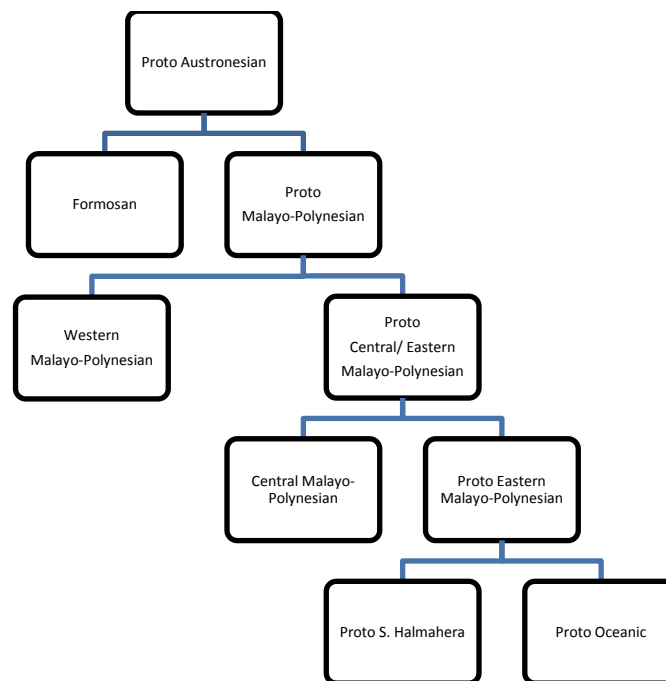 Proto Austronesian
Formosan
Proto
Malayo-Polynesian
Western
Malayo-Polynesian
Proto
Central/ Eastern
Malayo-Polynesian
Central Malayo-
Polynesian
Proto Eastern
Malayo-Polynesian
Proto S. Halmahera
Proto Oceanic